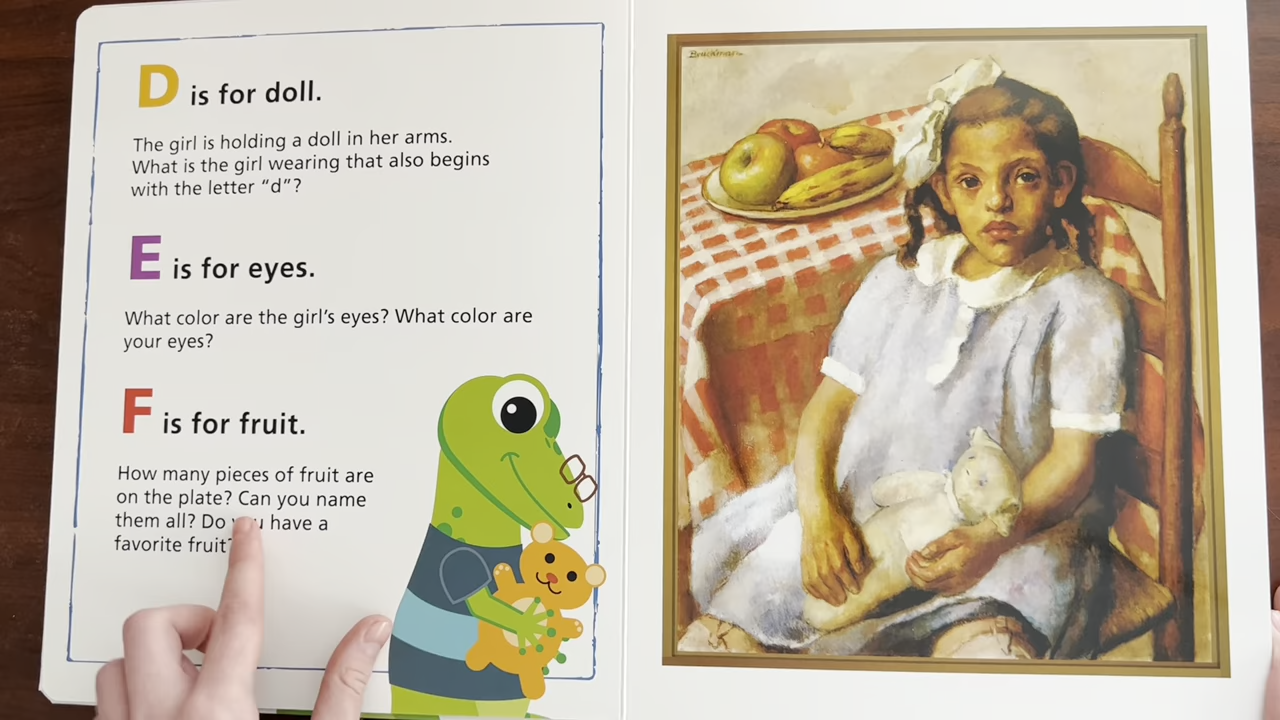 D is for doll.
The girl is holding a doll in her arms.
What is the girl wearing that also begins
with the letter “d”?
E is for eyes.
What color are the girl’s eyes? What color are
your eyes?
F is for fruit.
How many pieces of fruit are
on the plate? Can you name
them all? Do you have a
favorite fruit?